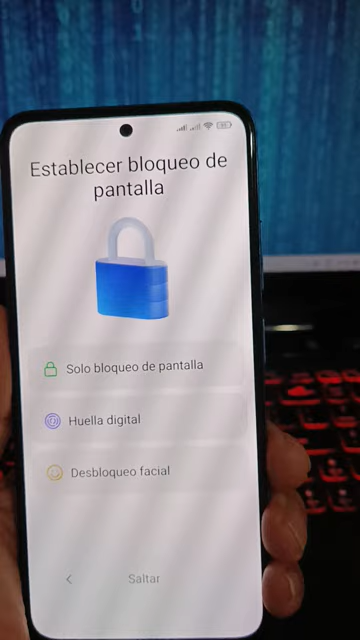 Establecer bloqueo de
pantalla
Solo bloqueo de pantalla
Huella digital
Desbloqueo facial
Saltar